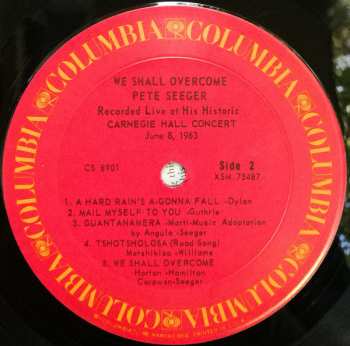 COLUMBIA COLUMBIA COLUMBIA COLUMBIA COLUMBIA COLUMBIA
WE SHALL OVERCOME
PETE SEEGER
Recorded Live at His Historic
CARNEGIE HALL CONCERT
June 8, 1963
CS 8901
Side 2
XSM 75487
1. A HARD RAIN'S A-GONNA FALL -Dylan
2. MAIL MYSELF TO YOU -Guthrie
3. GUANTANAMERA -Marti-Music Adaptation
by Angulo -Seeger
4. TSHOTSHOLOSA (Road Song)
Matshikiza -Williams
5. WE SHALL OVERCOME
Horton -Hamilton
Carawan-Seeger